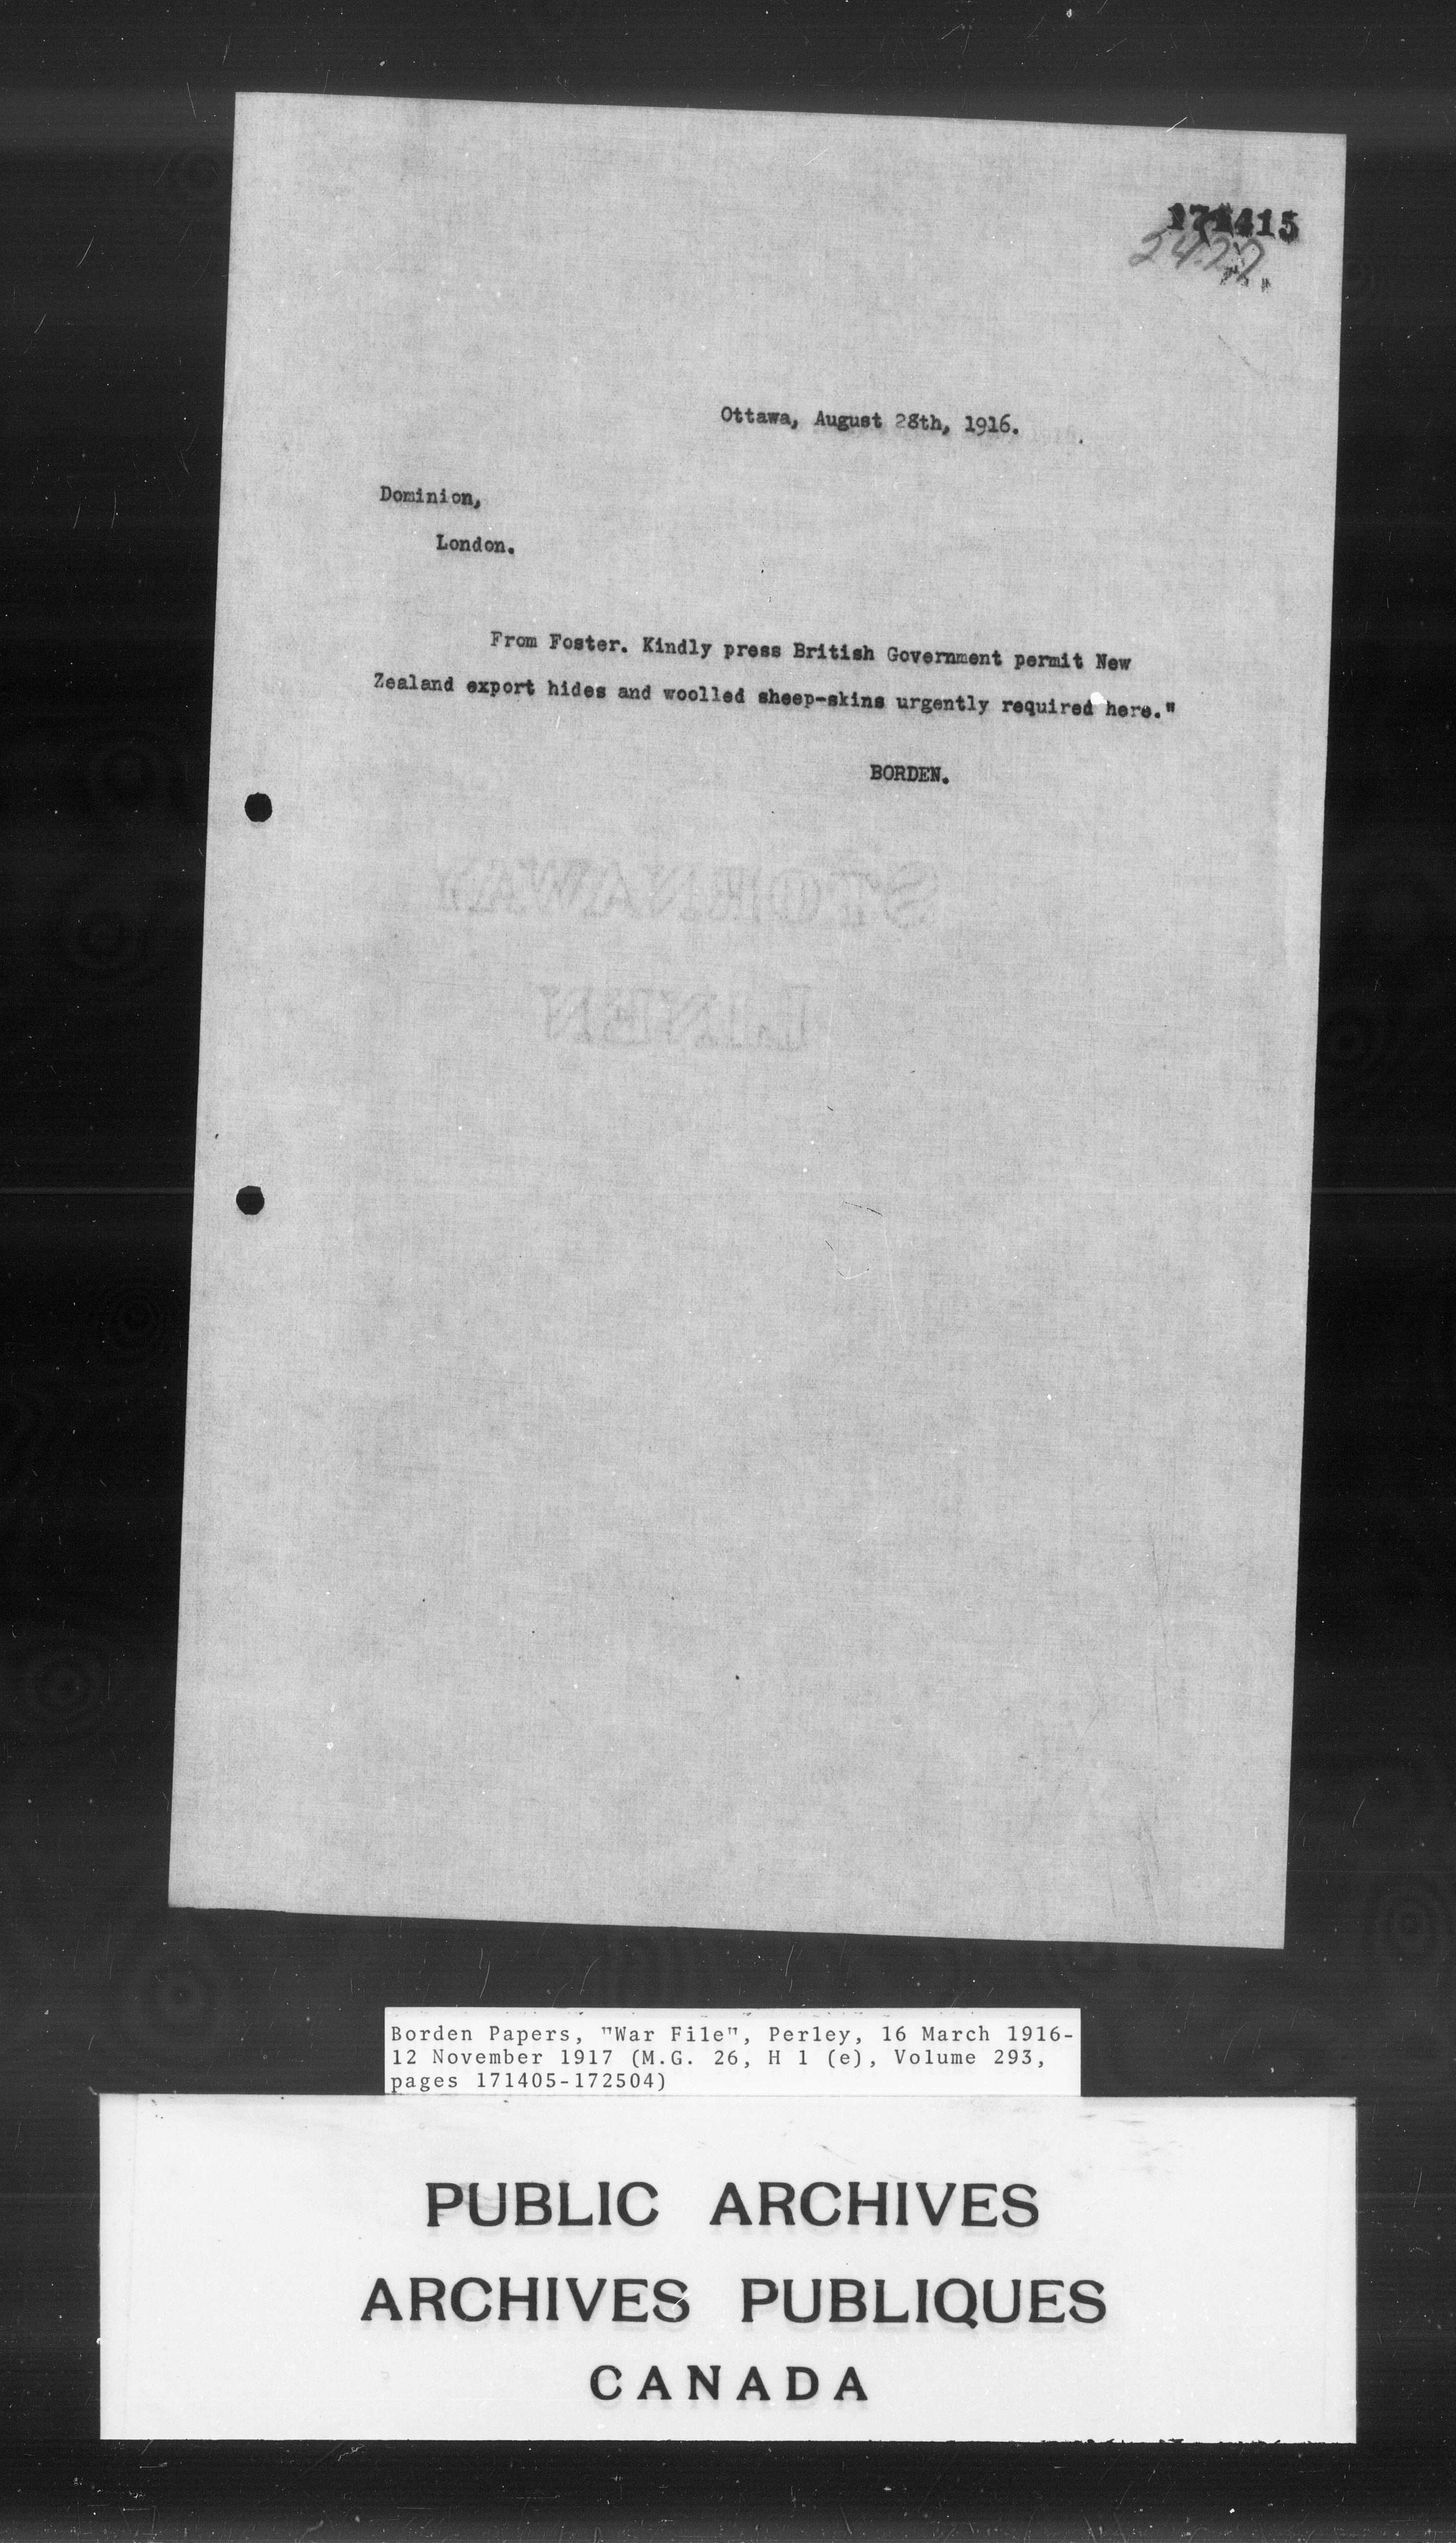 Ottawa, August 28th, 1916.
Dominion,
London.
From Foster. Kindly press British Government permit New
Zealand export hides and woolled sheep-skins urgently required here."
BORDEN.
STORNAWAY
LINEN
Borden Papers, "War File", Perley, 16 March 1916-
12 November 1917 (M.G. 26, H 1 (e), Volume 293,
pages 171405-172504)
PUBLIC ARCHIVES
ARCHIVES PUBLIQUES
CANADA